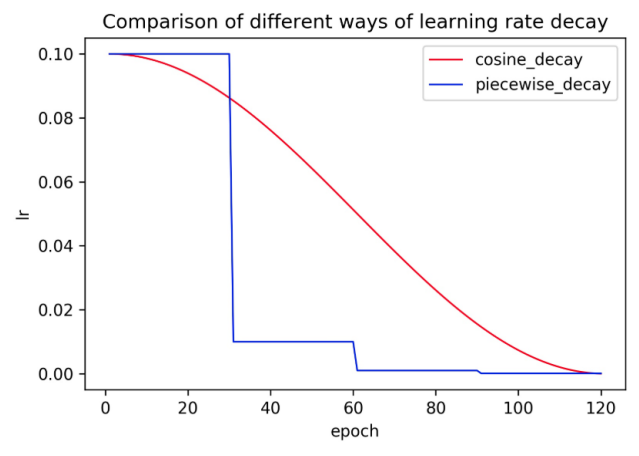 Comparison of different ways of learning rate decay
cosine_decay
piecewise_decay
0.10
0.08
0.06
0.04
0.02
0.00
lr
0 20 40 60 80 100 120
epoch